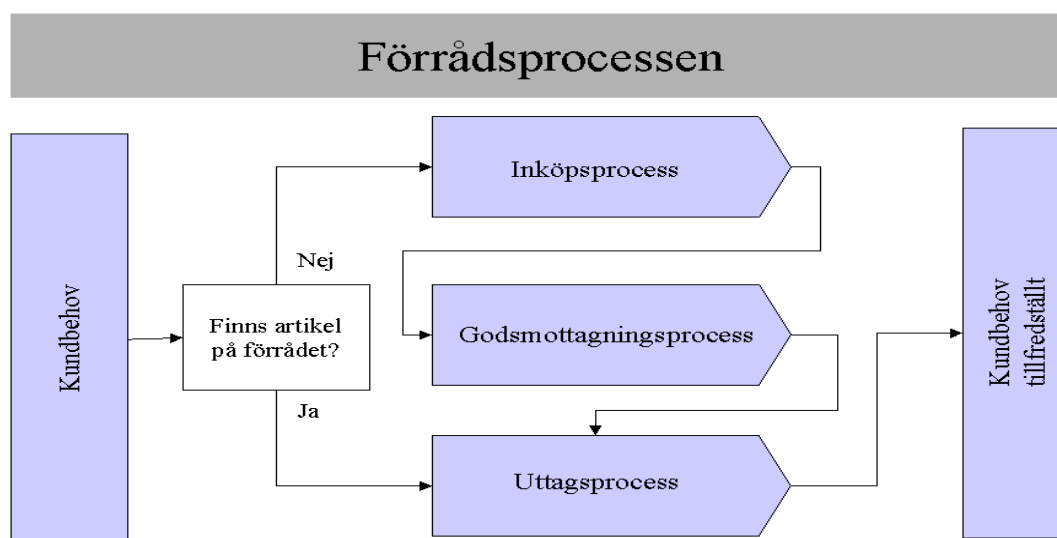 Förrådsprocessen
Kundbehov
Finns artikel
på förrådet?
Nej
Ja
Inköpsprocess
Godsmottagningsprocess
Uttagsprocess
Kundbehov
tillfredställt